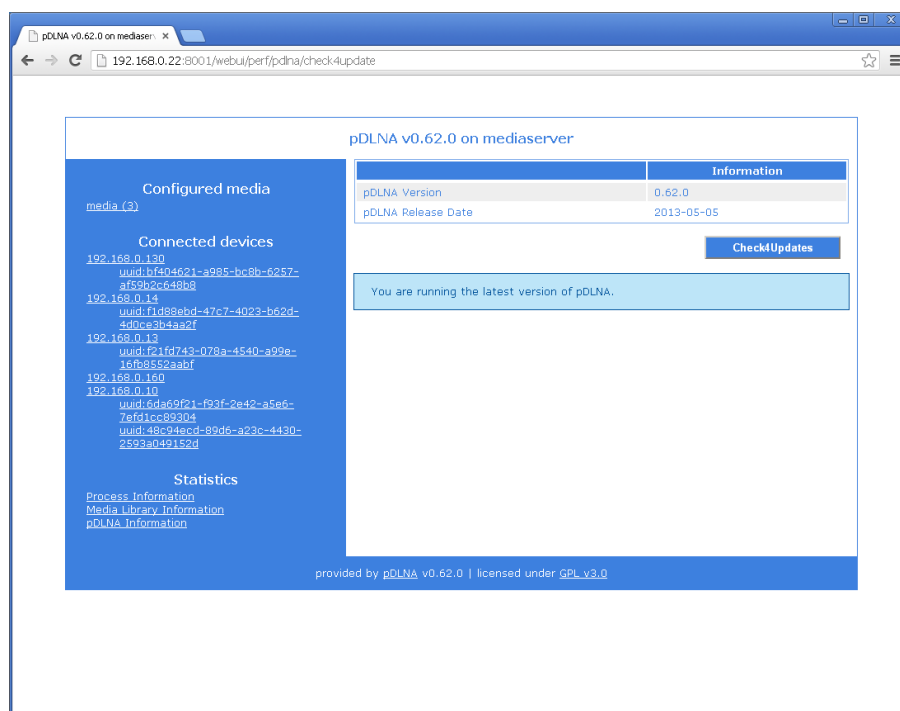 pDLNA v0.62.0 on mediaserv
192.168.0.22:8001/webui/perf/pdlna/check4update
pDLNA v0.62.0 on mediaserver
Configured media
media (3)
Connected devices
192.168.0.130
uuid:bf404621-a985-bc8b-6257-
af59b2c648b8
192.168.0.14
uuid:f1d88ebd-47c7-4023-b62d-
4d0ce3b4aa2f
192.168.0.13
uuid:f21fd743-078a-4540-a99e-
16fb8552aabf
192.168.0.160
192.168.0.10
uuid:6da69f21-f93f-2e42-a5e6-
7efd1cc89304
uuid:48c94ecd-89d6-a23c-4430-
2593a049152d
Statistics
Process Information
Media Library Information
pDLNA Information
Information
pDLNA Version 0.62.0
pDLNA Release Date 2013-05-05
Check4Updates
You are running the latest version of pDLNA.
provided by pDLNA v0.62.0 | licensed under GPL v3.0